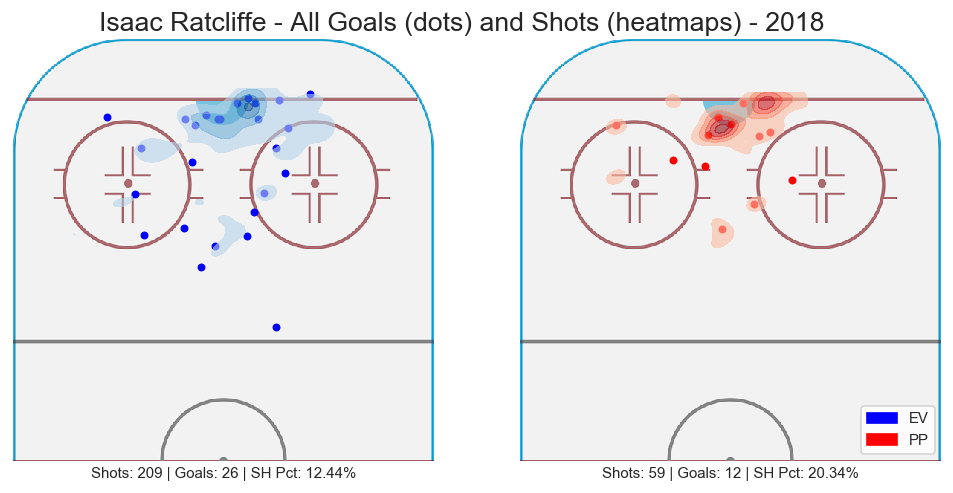 Isaac Ratcliffe - All Goals (dots) and Shots (heatmaps) - 2018
EV
PP
Shots: 209 | Goals: 26 | SH Pct: 12.44%
Shots: 59 | Goals: 12 | SH Pct: 20.34%